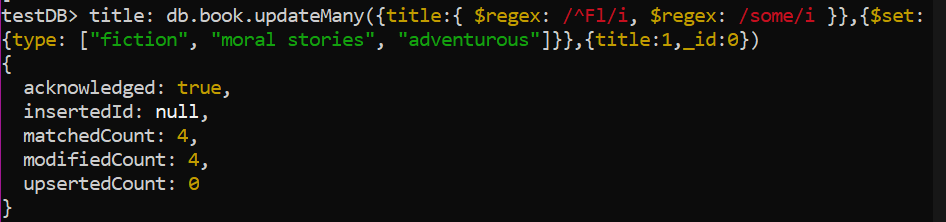 testDB> title: db.book.updateMany({title:{ $regex: /^Fl/i, $regex: /some/i }},{$set:
{type: ["fiction", "moral stories", "adventurous"]}},{title:1,_id:0})
{
  acknowledged: true,
  insertedId: null,
  matchedCount: 4,
  modifiedCount: 4,
  upsertedCount: 0
}